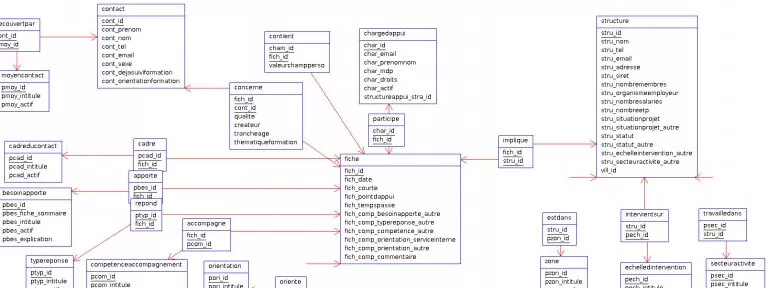 contact
cont_id
cont_prenom
cont_nom
cont_tel
cont_email
cont_sexe
cont_dejasuiviformation
cont_orientationformation
ecouvertpar
ont_id
moy_id
moyencontact
pmoy_id
pmoy_intitule
pmoy_actif
contient
cham_id
fich_id
valeurchampperso
chargedappui
char_id
char_email
char_prenomnom
char_mdp
char_droits
char_actif
structureappui_stra_id
structure
stru_id
stru_nom
stru_tel
stru_email
stru_adresse
stru_siret
stru_nombremembres
stru_organismeemployeur
stru_nombresalaries
stru_nombreetp
stru_situationprojet
stru_situationprojet_autre
stru_statut
stru_statut_autre
stru_echelleintervention_autre
stru_secteuractivite_autre
vill_id
concerne
fich_id
cont_id
qualite
createur
trancheage
thematiqueformation
participe
char_id
fich_id
implique
fich_id
stru_id
cadreducontact
pcad_id
pcad_intitule
pcad_actif
cadre
pcad_id
fich_id
apporte
pbes_id
fich_id
repond
ptyp_id
fich_id
fiche
fich_id
fich_date
fich_courte
fich_pointdappui
fich_tempspasse
fich_comp_besoinapporte_autre
fich_comp_typereponse_autre
fich_comp_competence_autre
fich_comp_orientation_serviceinterne
fich_comp_orientation_autre
fich_comp_commentaire
besoinapporte
pbes_id
pbes_fiche_sommaire
pbes_intitule
pbes_actif
pbes_explication
accompagne
fich_id
pcom_id
estdans
stru_id
pzon_id
intervientsur
stru_id
pech_id
travailledans
psec_id
stru_id
typereponse
ptyp_id
ptyp_intitule
competenceaccompagnement
pcom_id
pcom_intitule
orientation
pori_id
pori_intitule
oriente
zone
pzon_id
pzon_intitule
echelledintervention
pech_id
pech_intitule
secteuractivite
psec_id
psec_intitule